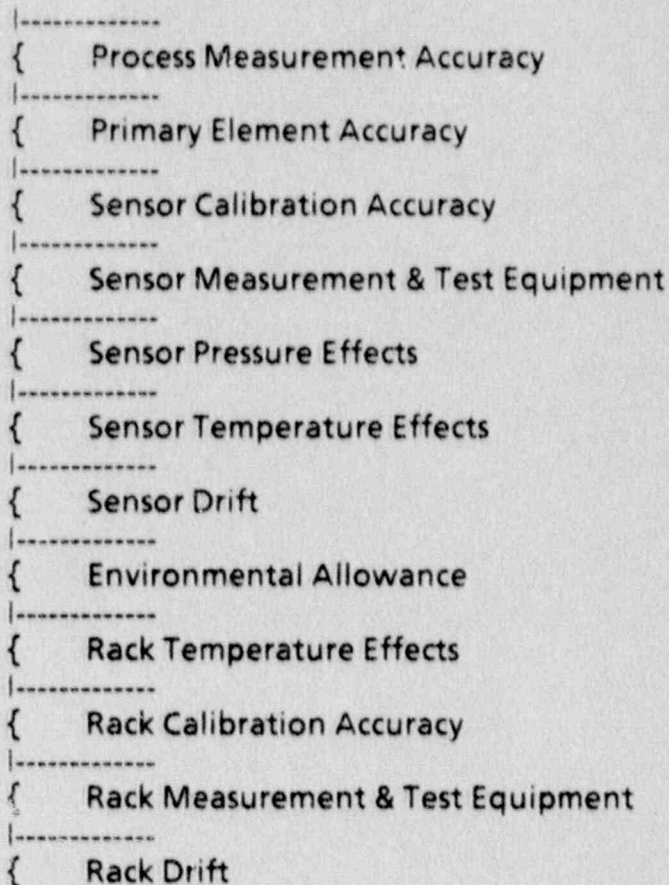 |-------------
{ Process Measurement Accuracy
|-------------
{ Primary Element Accuracy
|-------------
{ Sensor Calibration Accuracy
|-------------
{ Sensor Measurement & Test Equipment
|-------------
{ Sensor Pressure Effects
|-------------
{ Sensor Temperature Effects
|-------------
{ Sensor Drift
|-------------
{ Environmental Allowance
|-------------
{ Rack Temperature Effects
|-------------
{ Rack Calibration Accuracy
|-------------
{ Rack Measurement & Test Equipment
|-------------
{ Rack Drift